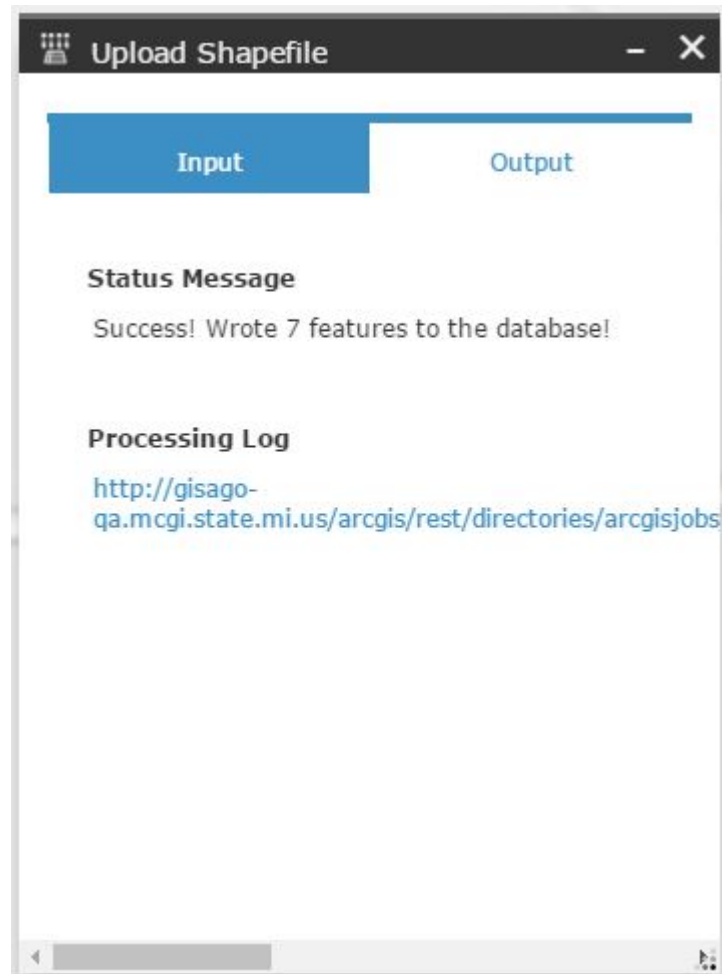 Upload Shapefile
Input Output
Status Message
Success! Wrote 7 features to the database!
Processing Log
http://gisago-
qa.mcgi.state.mi.us/arcgis/rest/directories/arcgisjobs